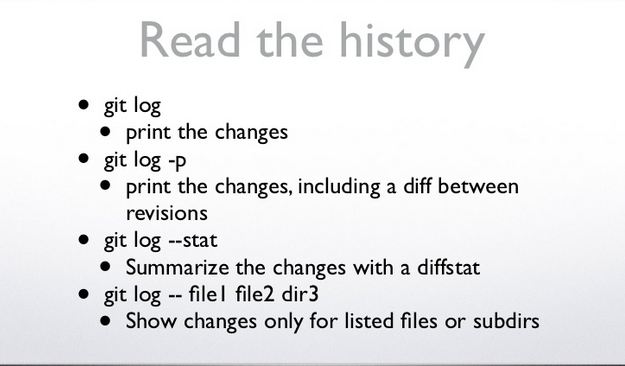 Read the history
• git log
• print the changes
• git log -p
• print the changes, including a diff between
revisions
• git log --stat
• Summarize the changes with a diffstat
• git log -- file1 file2 dir3
• Show changes only for listed files or subdirs